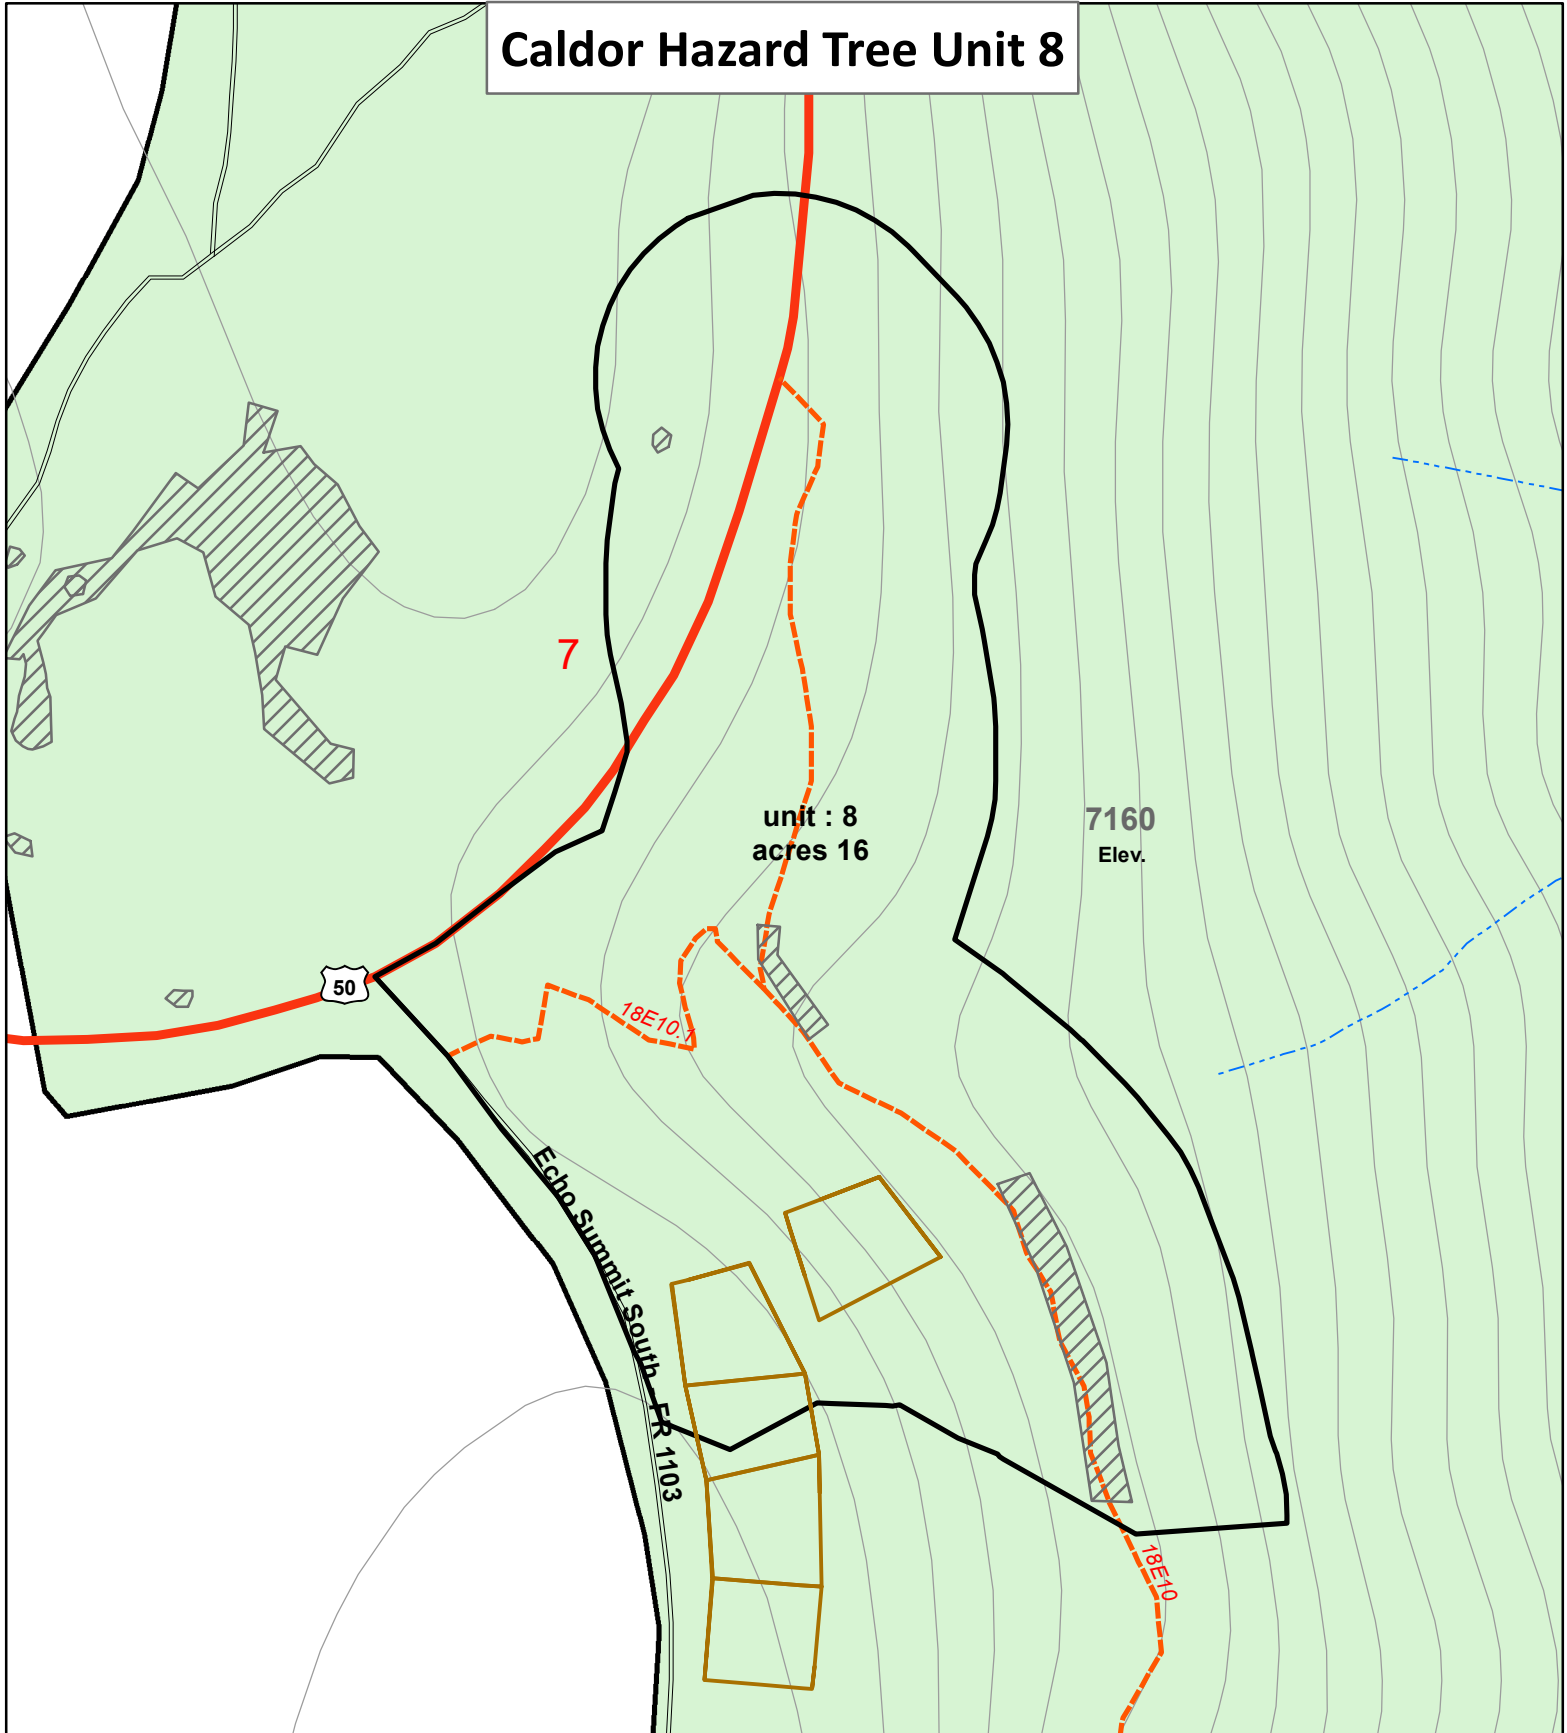 Caldor Hazard Tree Unit 8
7
unit : 8
acres 16
7160
Elev.
50
18E10.1
Echo Summit South - FR 1103
18E10